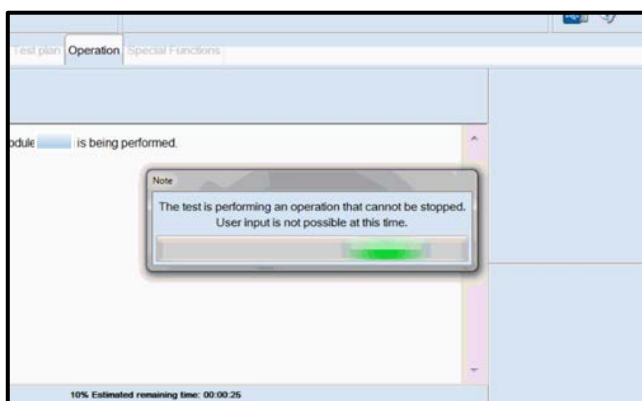 Test plan Operation Special Functions
odule is being performed.
Note
The test is performing an operation that cannot be stopped.
User input is not possible at this time.
10% Estimated remaining time: 00:00:25